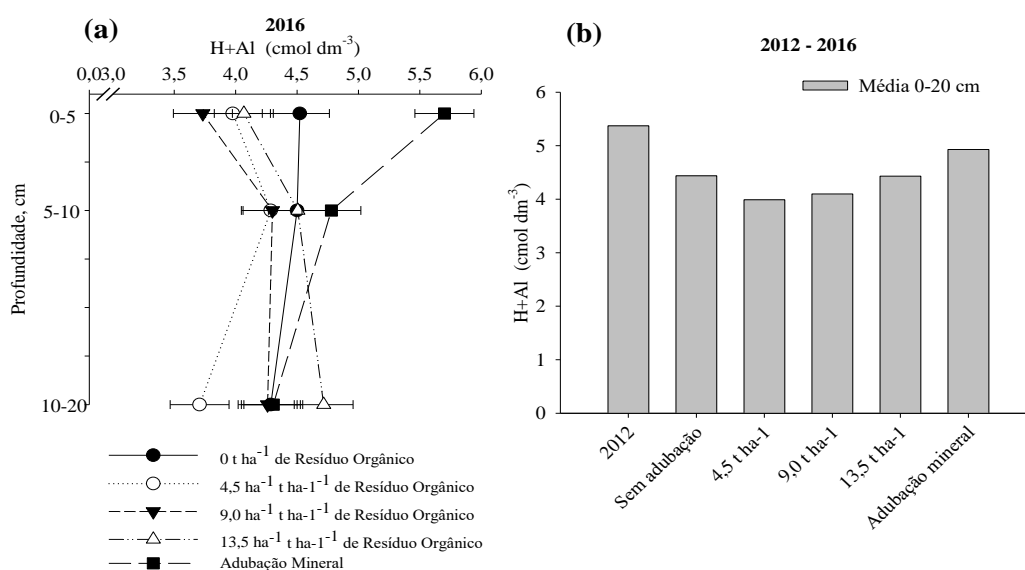 (a)
2016
H+Al (cmol dm-3)
0,03,0 3,5 4,0 4,5 5,0 5,5 6,0
Profundidade, cm
0-5
5-10
10-20
0 t ha-1 de Resíduo Orgânico
4,5 ha-1 t ha-1-1 de Resíduo Orgânico
9,0 ha-1 t ha-1-1 de Resíduo Orgânico
13,5 ha-1 t ha-1-1 de Resíduo Orgânico
Adubação Mineral
(b)
2012 - 2016
Média 0-20 cm
H+Al (cmol dm-3)
6
5
4
3
2
1
0
2012
Sem adubação
4,5 t ha-1
9,0 t ha-1
13,5 t ha-1
Adubação mineral